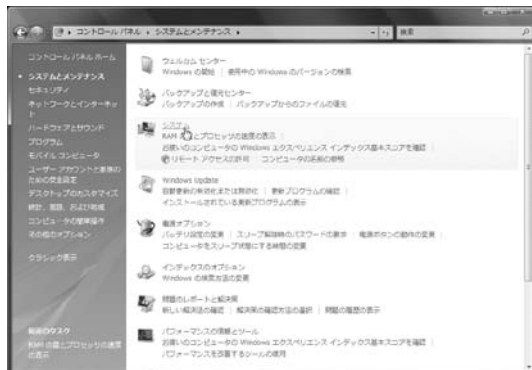 コントロール パネル ▸ システムとメンテナンス ▸
検索
コントロール パネル ホーム
システムとメンテナンス
セキュリティ
ネットワークとインターネット
ハードウェアとサウンド
プログラム
モバイル コンピュータ
ユーザー アカウントと家族の
ための安全設定
デスクトップのカスタマイズ
時計、言語、および地域
コンピュータの簡単操作
その他のオプション
クラシック表示
最近のタスク
RAM の量とプロセッサの速度
の表示
ウェルカム センター
Windows の開始 | 使用中の Windows のバージョンの検索
バックアップと復元センター
バックアップの作成 | バックアップからのファイルの復元
システム
RAM の量とプロセッサの速度の表示 |
お使いのコンピュータの Windows エクスペリエンス インデックス基本スコアを確認 |
リモート アクセスの許可 | コンピュータの名前の参照
Windows Update
自動更新の有効化または無効化 | 更新プログラムの確認 |
インストールされている更新プログラムの表示
電源オプション
バッテリ設定の変更 | スリープ解除時のパスワードの要求 | 電源ボタンの動作の変更 |
コンピュータをスリープ状態にする時間の変更
インデックスのオプション
Windows の検索方法の変更
問題のレポートと解決策
新しい解決法の確認 | 解決策の確認方法の選択 | 問題の履歴の表示
パフォーマンスの情報とツール
お使いのコンピュータの Windows エクスペリエンス インデックス基本スコアを確認 |
パフォーマンスを改善するツールの使用